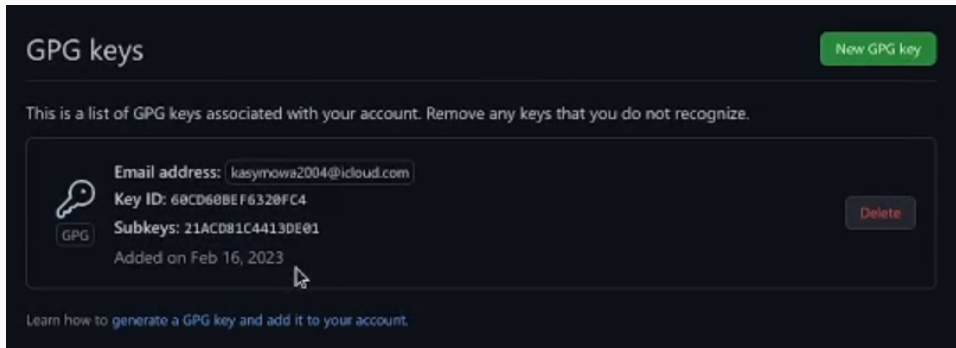 GPG keys
New GPG key
This is a list of GPG keys associated with your account. Remove any keys that you do not recognize.
Email address: kasymowa2004@icloud.com
Key ID: 60CD60BEF6320FC4
GPG
Subkeys: 21ACD81C4413DE01
Delete
Added on Feb 16, 2023
Learn how to generate a GPG key and add it to your account.